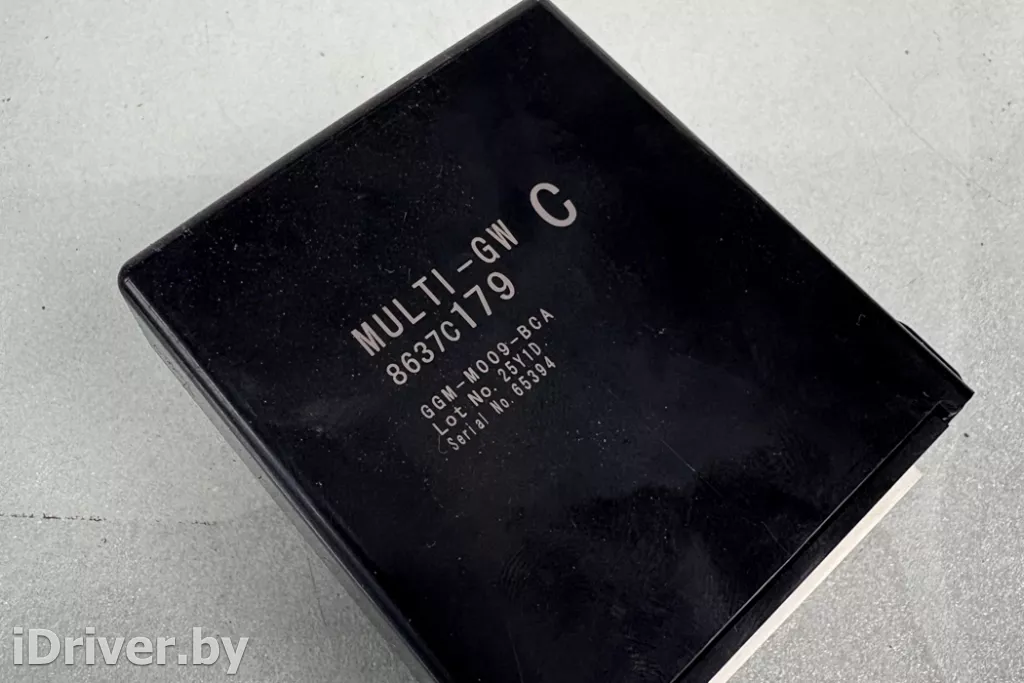 MULTI-GW C
8637C179
GGM-M009-BCA
Lot No. 25Y1D.
Serial No. 65394
iDriver.by